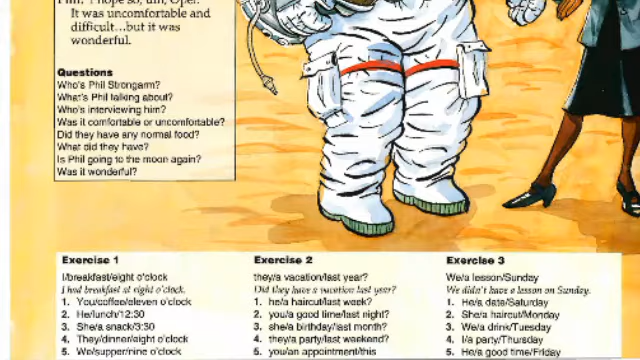 Phil: I hope so, um, Opel.
It was uncomfortable and
difficult...but it was
wonderful.
Questions
Who's Phil Strongarm?
What's Phil talking about?
Who's interviewing him?
Was it comfortable or uncomfortable?
Did they have any normal food?
What did they have?
Is Phil going to the moon again?
Was it wonderful?
Exercise 1
I/breakfast/eight o'clock
I had breakfast at eight o'clock.
1. You/coffee/eleven o'clock
2. He/lunch/12:30
3. She/a snack/3:30
4. They/dinner/eight o'clock
5. We/supper/nine o'clock
Exercise 2
they/a vacation/last year?
Did they have a vacation last year?
1. he/a haircut/last week?
2. you/a good time/last night?
3. she/a birthday/last month?
4. they/a party/last weekend?
5. you/an appointment/this
Exercise 3
We/a lesson/Sunday
We didn't have a lesson on Sunday.
1. He/a date/Saturday
2. She/a haircut/Monday
3. We/a drink/Tuesday
4. I/a party/Thursday
5. He/a good time/Friday